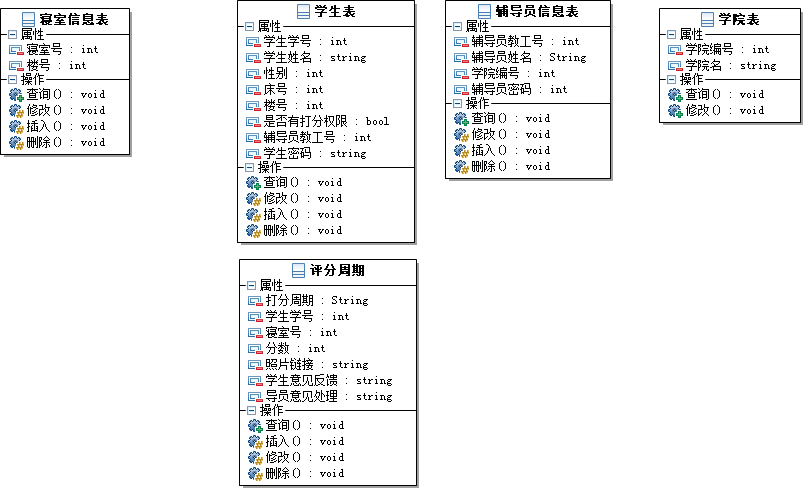 寝室信息表
属性
寝室号 : int
楼号 : int
操作
查询() : void
修改() : void
插入() : void
删除() : void
学生表
属性
学生学号 : int
学生姓名 : string
性别 : int
床号 : int
楼号 : int
是否有打分权限 : bool
辅导员教工号 : int
学生密码 : string
操作
查询() : void
修改() : void
插入() : void
删除() : void
辅导员信息表
属性
辅导员教工号 : int
辅导员姓名 : String
学院编号 : int
辅导员密码 : int
操作
查询() : void
修改() : void
插入() : void
删除() : void
学院表
属性
学院编号 : int
学院名 : string
操作
查询() : void
修改() : void
评分周期
属性
打分周期 : String
学生学号 : int
寝室号 : int
分数 : int
照片链接 : string
学生意见反馈 : string
导员意见处理 : string
操作
查询() : void
插入() : void
修改() : void
删除() : void